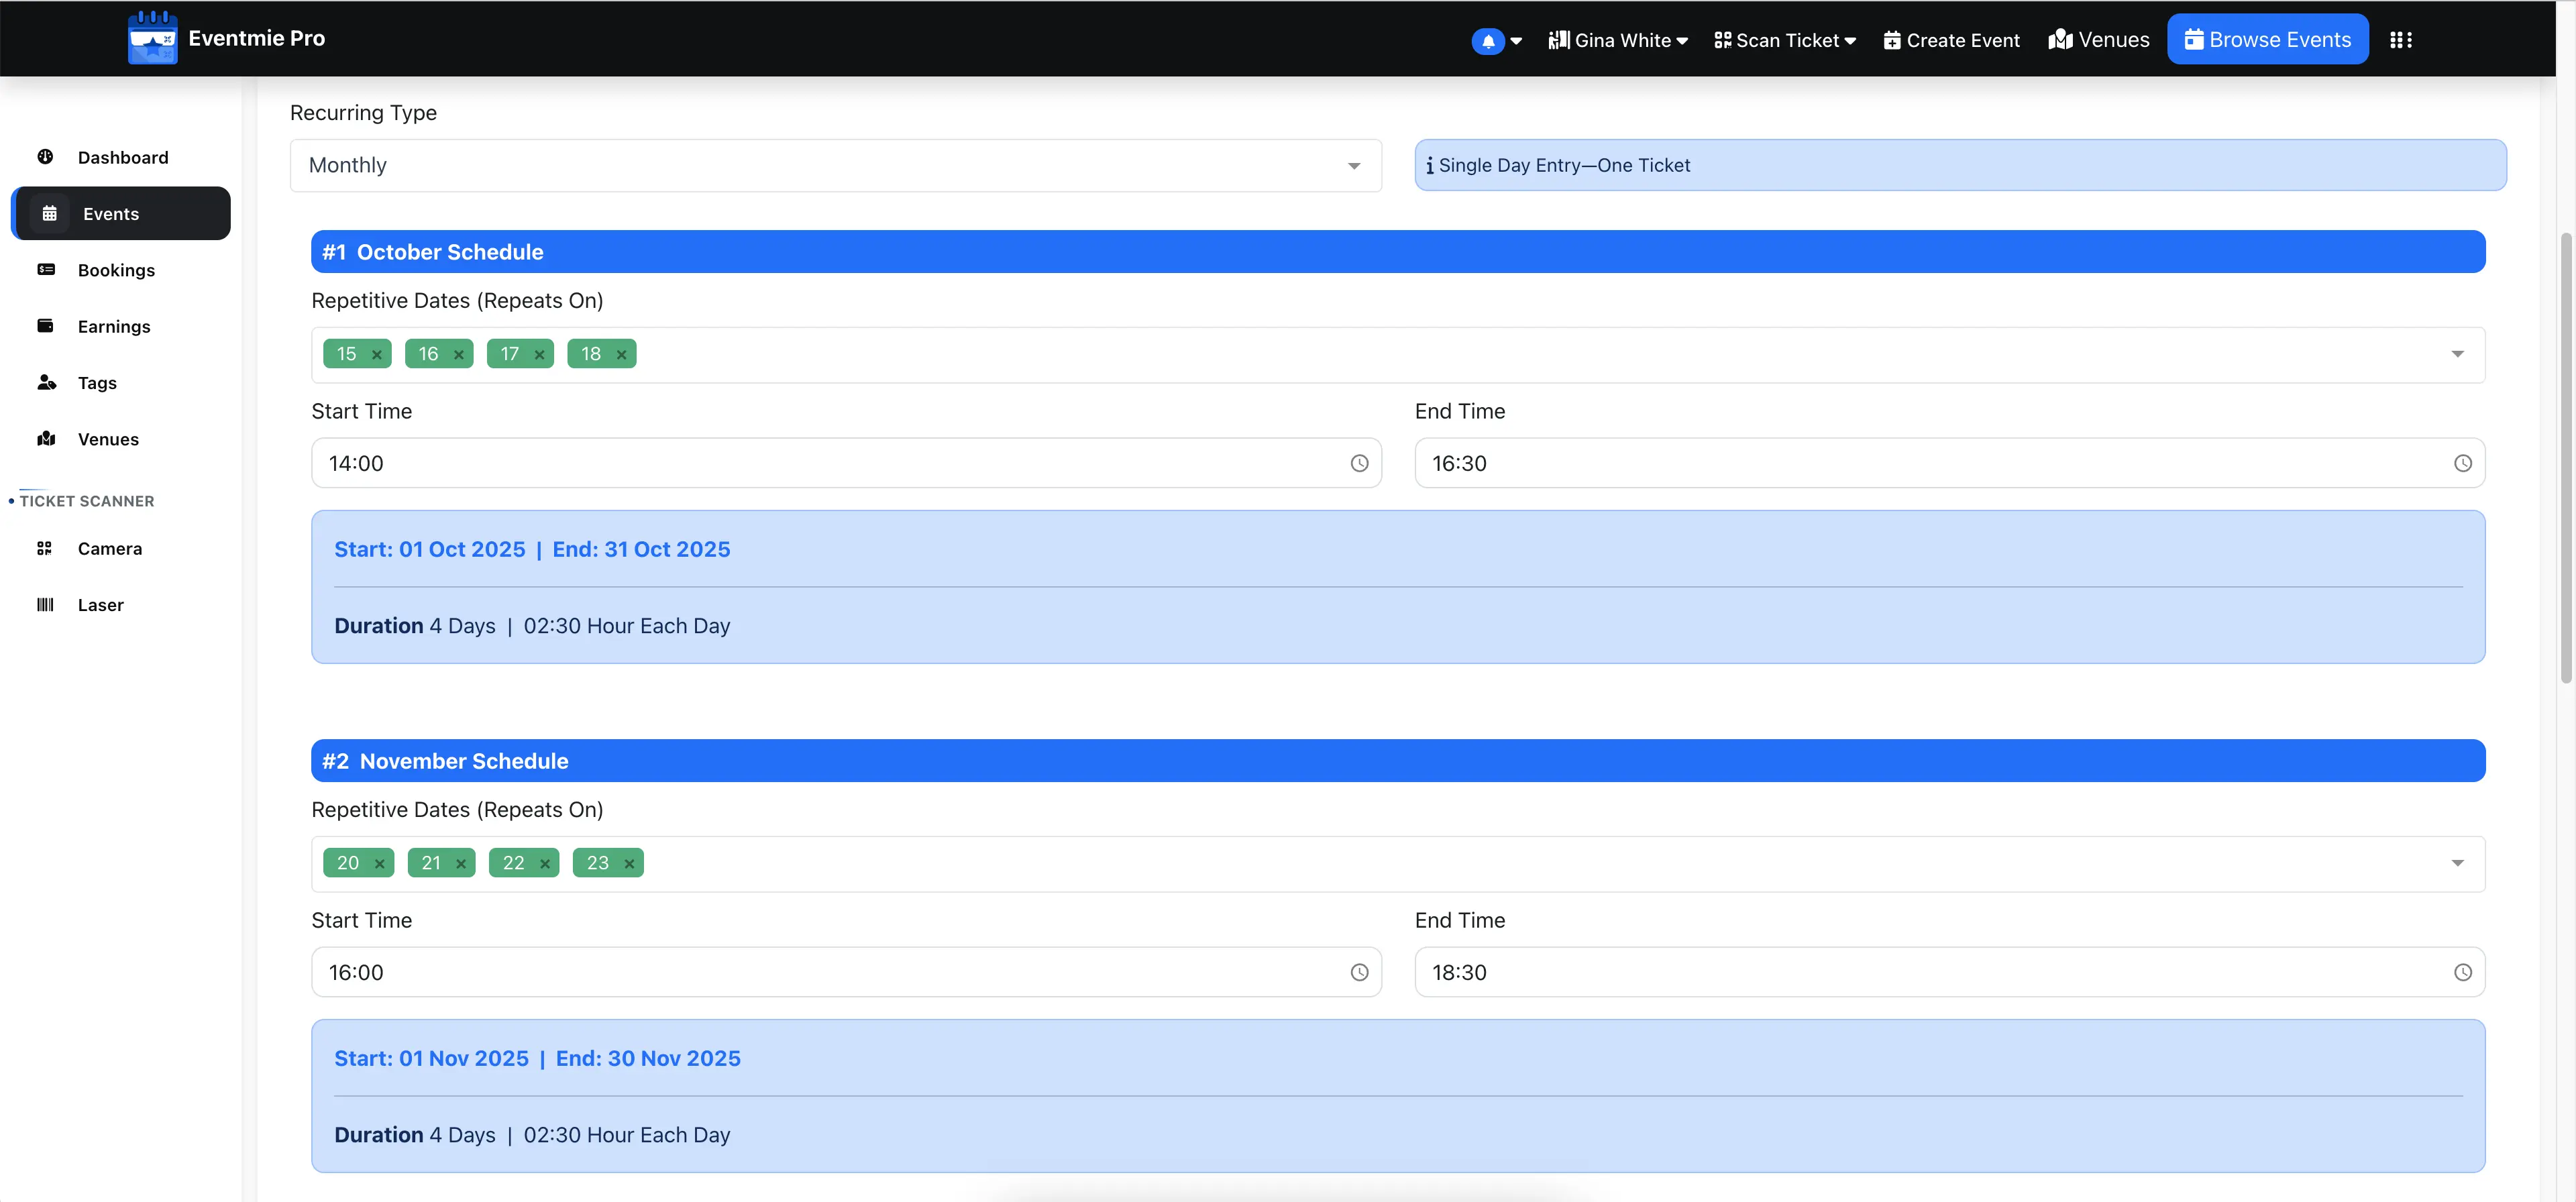 Eventmie Pro
Gina White
Scan Ticket
Create Event
Venues
Browse Events
Dashboard
Events
Bookings
Earnings
Tags
Venues
TICKET SCANNER
Camera
Laser
Recurring Type
Monthly
Single Day Entry—One Ticket
#1 October Schedule
Repetitive Dates (Repeats On)
15 × 16 × 17 × 18 ×
Start Time
End Time
14:00
16:30
Start: 01 Oct 2025 | End: 31 Oct 2025
Duration 4 Days | 02:30 Hour Each Day
#2 November Schedule
Repetitive Dates (Repeats On)
20 × 21 × 22 × 23 ×
Start Time
End Time
16:00
18:30
Start: 01 Nov 2025 | End: 30 Nov 2025
Duration 4 Days | 02:30 Hour Each Day